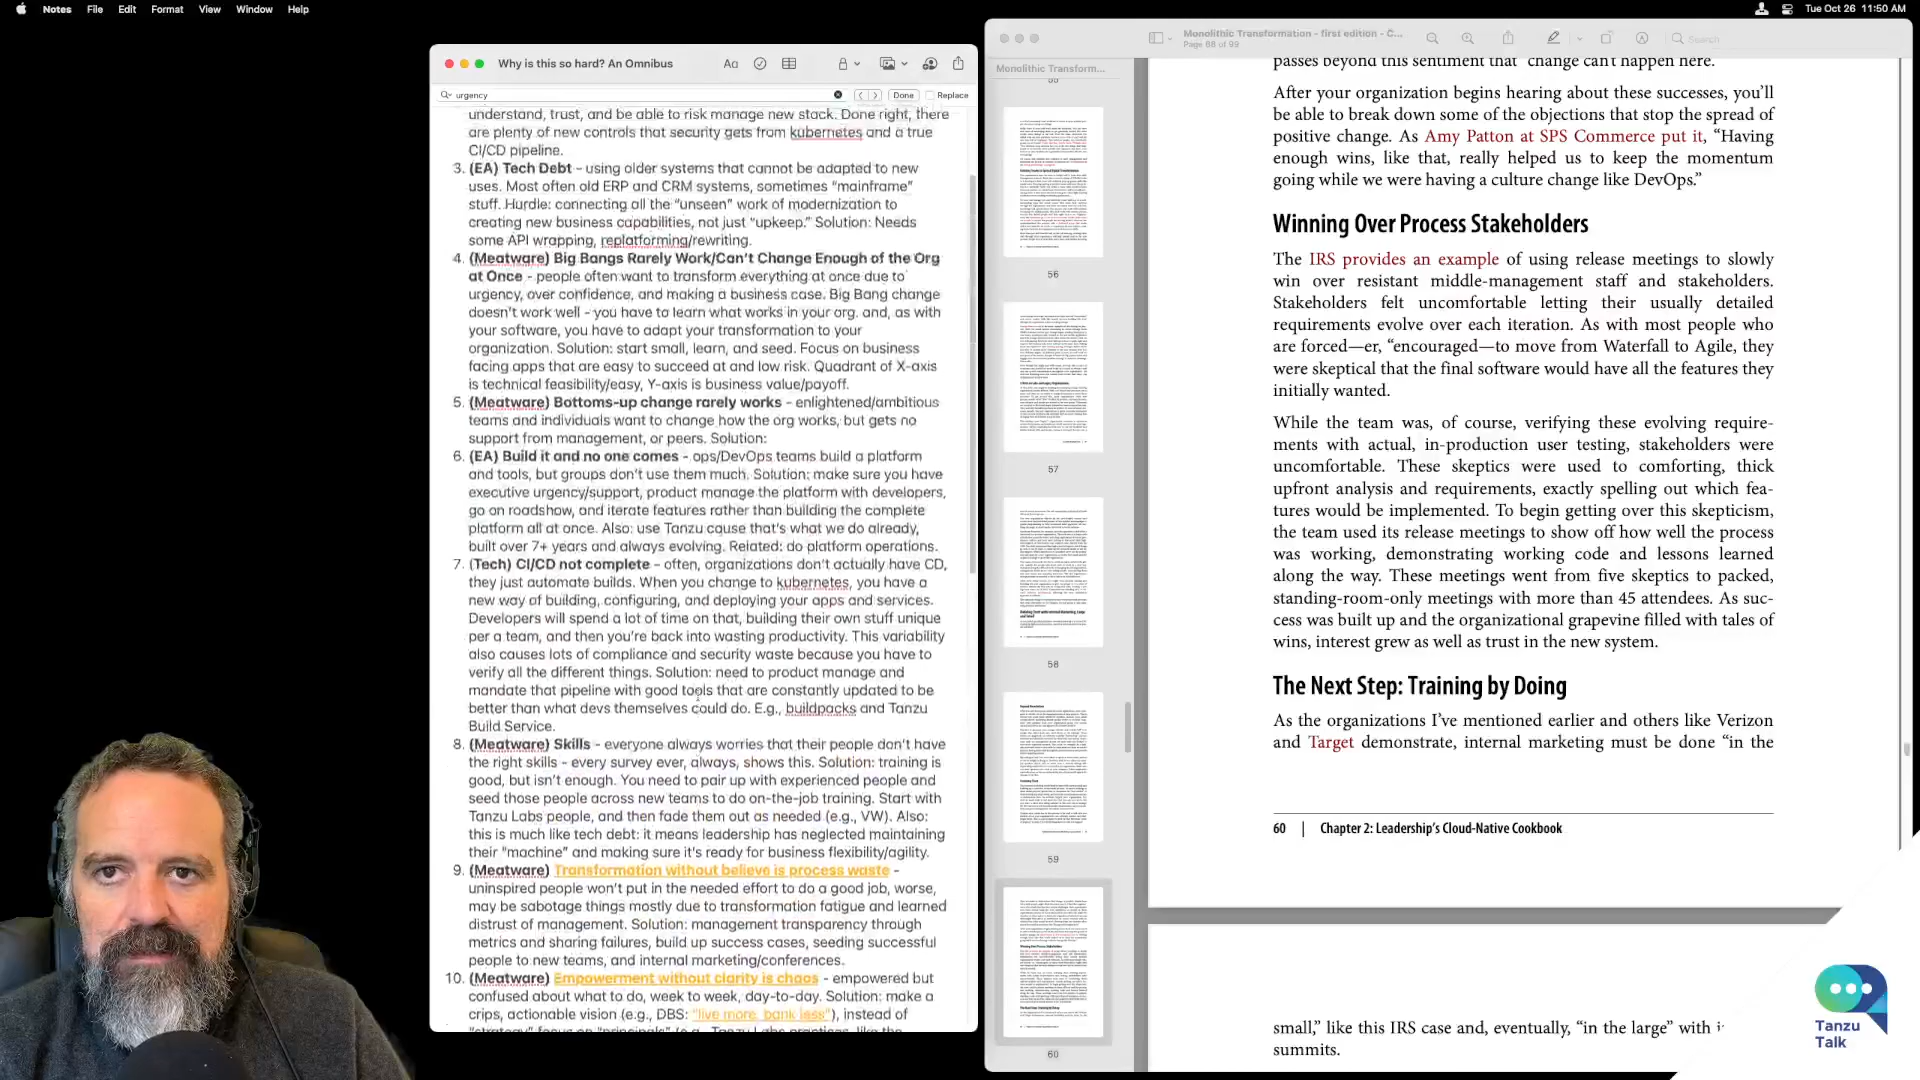 Notes File Edit Format View Window Help
Tue Oct 26 11:50 AM
Why is this so hard? An Omnibus
Aa
urgency
Done
Replace
understand, trust, and be able to risk manage new stack. Done right, there
are plenty of new controls that security gets from kubernetes and a true
CI/CD pipeline.
3. (EA) Tech Debt - using older systems that cannot be adapted to new
uses. Most often old ERP and CRM systems, sometimes "mainframe"
stuff. Hurdle: connecting all the "unseen" work of modernization to
creating new business capabilities, not just "upkeep." Solution: Needs
some API wrapping, replatforming/rewriting.
4. (Meatware) Big Bangs Rarely Work/Can't Change Enough of the Org
at Once - people often want to transform everything at once due to
urgency, over confidence, and making a business case. Big Bang change
doesn't work well - you have to learn what works in your org. and, as with
your software, you have to adapt your transformation to your
organization. Solution: start small, learn, and seed. Focus on business
facing apps that are easy to succeed at and low risk. Quadrant of X-axis
is technical feasibility/easy, Y-axis is business value/payoff.
5. (Meatware) Bottoms-up change rarely works - enlightened/ambitious
teams and individuals want to change how the org works, but gets no
support from management, or peers. Solution:
6. (EA) Build it and no one comes - ops/DevOps teams build a platform
and tools, but groups don't use them much. Solution: make sure you have
executive urgency/support, product manage the platform with developers,
go on roadshow, and iterate features rather than building the complete
platform all at once. Also: use Tanzu cause that's what we do already,
built over 7+ years and always evolving. Related: do platform operations.
7. (Tech) CI/CD not complete - often, organizations don't actually have CD,
they just automate builds. When you change to kubernetes, you have a
new way of building, configuring, and deploying your apps and services.
Developers will spend a lot of time on that, building their own stuff unique
per a team, and then you're back into wasting productivity. This variability
also causes lots of compliance and security waste because you have to
verify all the different things. Solution: need to product manage and
mandate that pipeline with good tools that are constantly updated to be
better than what devs themselves could do. E.g., buildpacks and Tanzu
Build Service.
8. (Meatware) Skills - everyone always worries that their people don't have
the right skills - every survey ever, always, shows this. Solution: training is
good, but isn't enough. You need to pair up with experienced people and
seed those people across new teams to do on-the-job training. Start with
Tanzu Labs people, and then fade them out as needed (e.g., VW). Also:
this is much like tech debt: it means leadership has neglected maintaining
their "machine" and making sure it's ready for business flexibility/agility.
9. (Meatware) Transformation without believe is process waste -
uninspired people won't put in the needed effort to do a good job, worse,
may be sabotage things mostly due to transformation fatigue and learned
distrust of management. Solution: management transparency through
metrics and sharing failures, build up success cases, seeding successful
people to new teams, and internal marketing/conferences.
10. (Meatware) Empowerment without clarity is chaos - empowered but
confused about what to do, week to week, day-to-day. Solution: make a
crips, actionable vision (e.g., DBS: "live more, bank less"), instead of
"strategy" focus on "principals" (e.g., Tanzu Labs practices, like the
Monolithic Transformation - first edition - C...
Page 88 of 99
Search
Monolithic Transform...
55
56
57
58
59
60
passes beyond this sentiment that "change can't happen here."
After your organization begins hearing about these successes, you'll
be able to break down some of the objections that stop the spread of
positive change. As Amy Patton at SPS Commerce put it, "Having
enough wins, like that, really helped us to keep the momentum
going while we were having a culture change like DevOps."
Winning Over Process Stakeholders
The IRS provides an example of using release meetings to slowly
win over resistant middle-management staff and stakeholders.
Stakeholders felt uncomfortable letting their usually detailed
requirements evolve over each iteration. As with most people who
are forced—er, "encouraged—to move from Waterfall to Agile, they
were skeptical that the final software would have all the features they
initially wanted.
While the team was, of course, verifying these evolving require-
ments with actual, in-production user testing, stakeholders were
uncomfortable. These skeptics were used to comforting, thick
upfront analysis and requirements, exactly spelling out which fea-
tures would be implemented. To begin getting over this skepticism,
the team used its release meetings to show off how well the process
was working, demonstrating working code and lessons learned
along the way. These meetings went from five skeptics to packed,
standing-room-only meetings with more than 45 attendees. As suc-
cess was built up and the organizational grapevine filled with tales of
wins, interest grew as well as trust in the new system.
The Next Step: Training by Doing
As the organizations I've mentioned earlier and others like Verizon
and Target demonstrate, internal marketing must be done "in the
60 | Chapter 2: Leadership's Cloud-Native Cookbook
small," like this IRS case and, eventually, "in the large" with
summits.
Tanzu
Talk